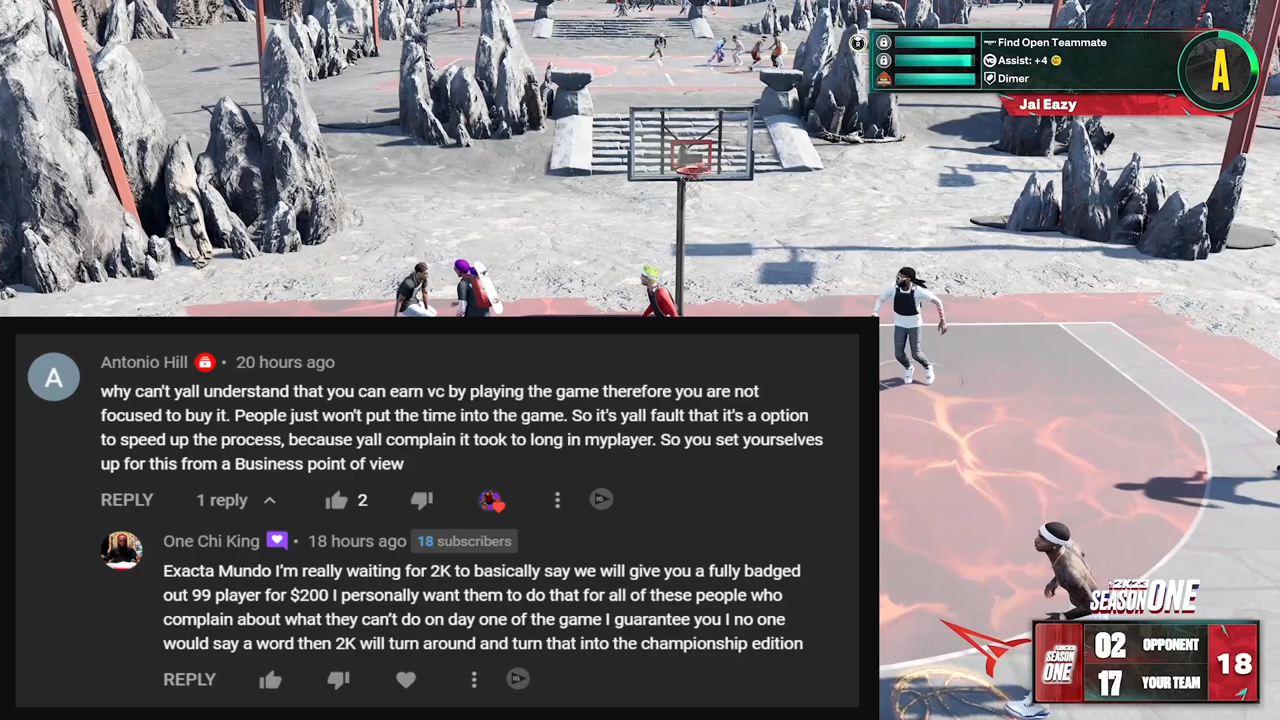 Find Open Teammate
VC Assist: +4
Dimer
A
Jai Eazy
A
Antonio Hill • 20 hours ago
why can't yall understand that you can earn vc by playing the game therefore you are not
focused to buy it. People just won't put the time into the game. So it's yall fault that it's a option
to speed up the process, because yall complain it took to long in myplayer. So you set yourselves
up for this from a Business point of view
REPLY 1 reply 2
One Chi King • 18 hours ago 18 subscribers
Exacta Mundo I'm really waiting for 2K to basically say we will give you a fully badged
out 99 player for $200 I personally want them to do that for all of these people who
complain about what they can't do on day one of the game I guarantee you I no one
would say a word then 2K will turn around and turn that into the championship edition
REPLY
2K23
SEASON ONE
2K23
SEASON
ONE
02 OPPONENT
17 YOUR TEAM
18